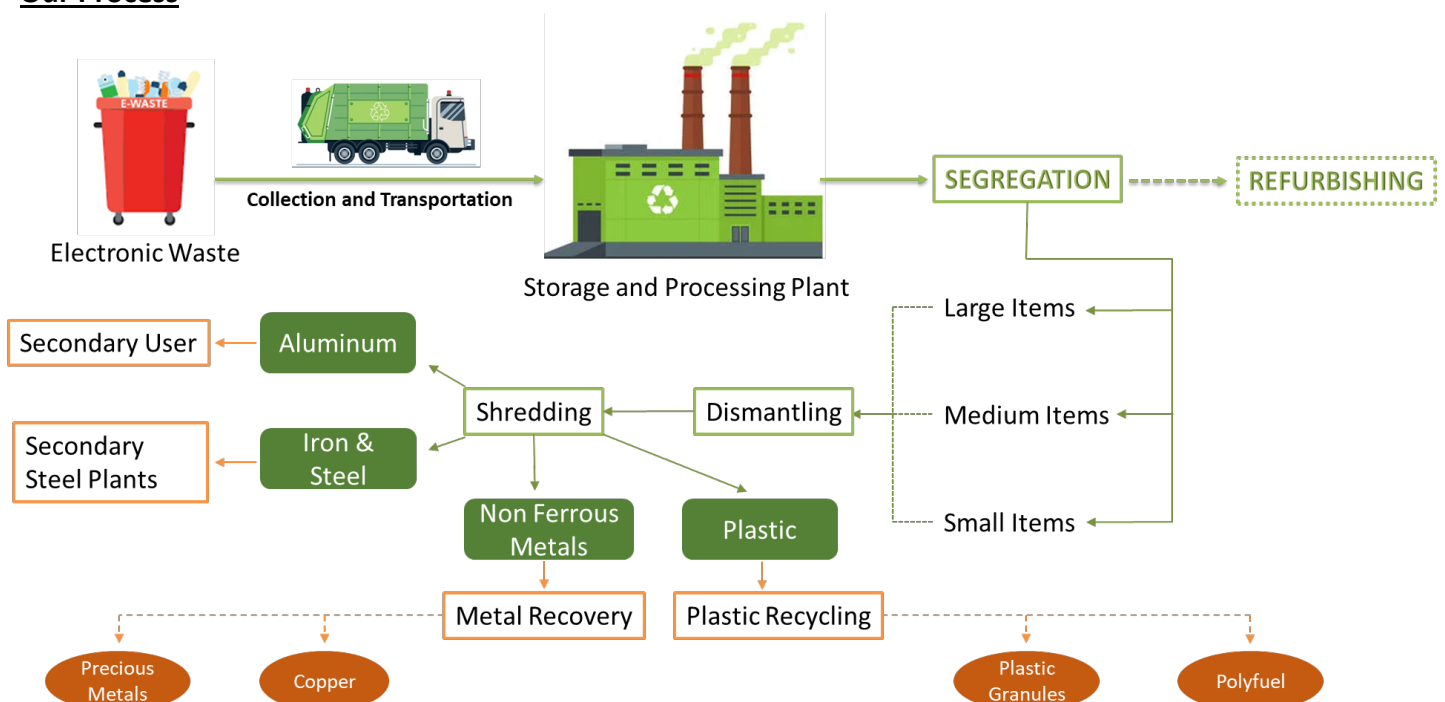 Our Process
E-WASTE
Collection and Transportation
Electronic Waste
Storage and Processing Plant
SEGREGATION
REFURBISHING
Large Items
Medium Items
Small Items
Dismantling
Shredding
Aluminum
Secondary User
Iron &
Steel
Secondary
Steel Plants
Non Ferrous
Metals
Plastic
Metal Recovery
Plastic Recycling
Precious
Metals
Copper
Plastic
Granules
Polyfuel